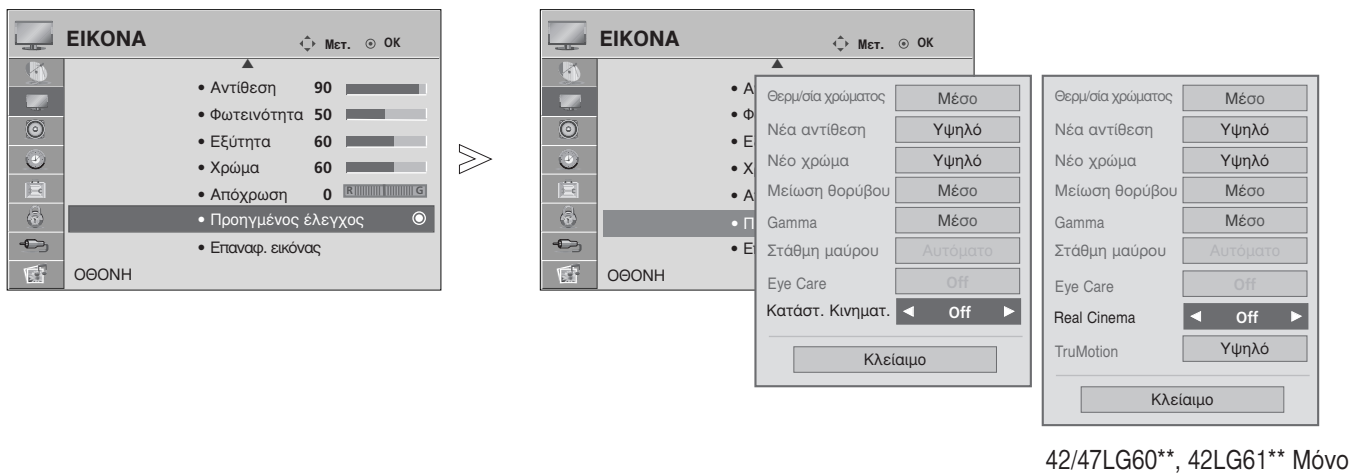 ΕΙΚΟΝΑ Μετ. OK
• Αντίθεση 90
• Φωτεινότητα 50
• Εξύτητα 60
• Χρώμα 60
• Απόχρωση 0 R G
• Προηγμένος έλεγχος
• Επαναφ. εικόνας
ΟΘΟΝΗ
ΕΙΚΟΝΑ Μετ. OK
• Α
• Φ
• Ε
• Χ
• Α
• Π
• Επ
ΟΘΟΝΗ
Θερμ/σία χρώματος Μέσο
Νέα αντίθεση Υψηλό
Νέο χρώμα Υψηλό
Μείωση θορύβου Μέσο
Gamma Μέσο
Στάθμη μαύρου Αυτόματο
Eye Care Off
Κατάστ. Κινηματ. ◄ Off ►
Κλείαιμο
Θερμ/σία χρώματος Μέσο
Νέα αντίθεση Υψηλό
Νέο χρώμα Υψηλό
Μείωση θορύβου Μέσο
Gamma Μέσο
Στάθμη μαύρου Αυτόματο
Eye Care Off
Real Cinema ◄ Off ►
TruMotion Υψηλό
Κλείαιμο
42/47LG60**, 42LG61** Μόνο